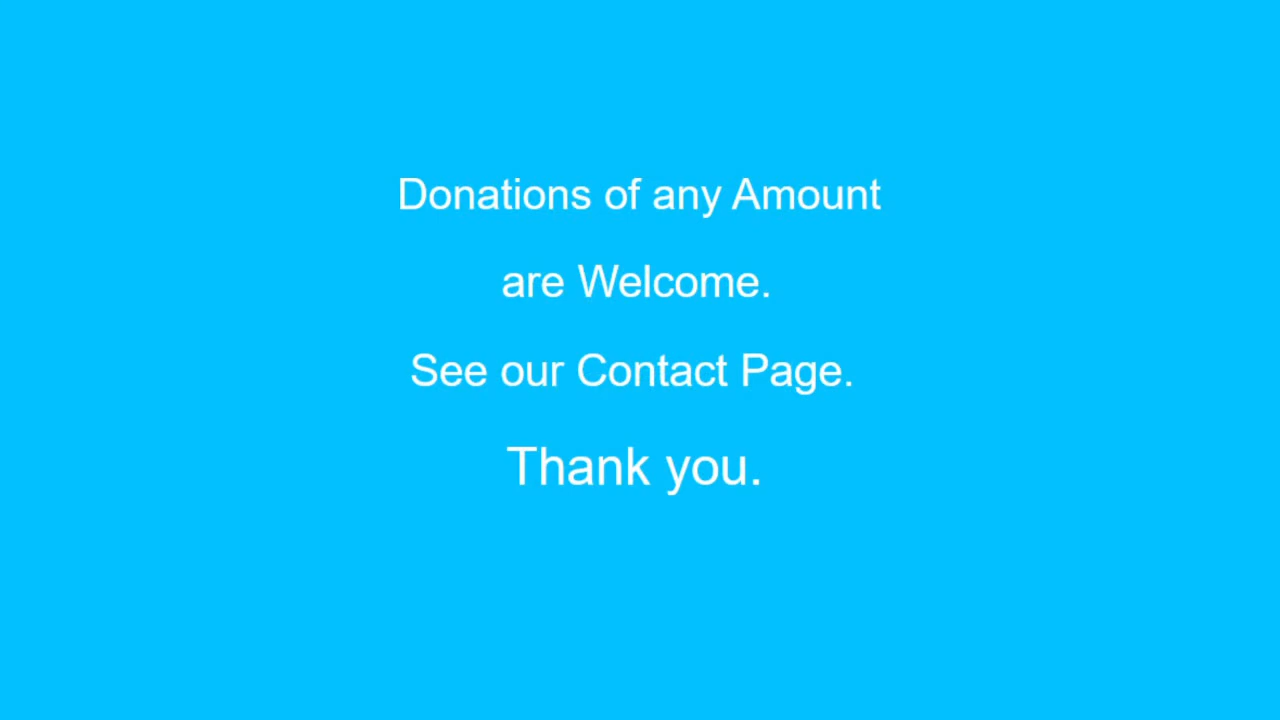 Donations of any Amount
are Welcome.
See our Contact Page.
Thank you.